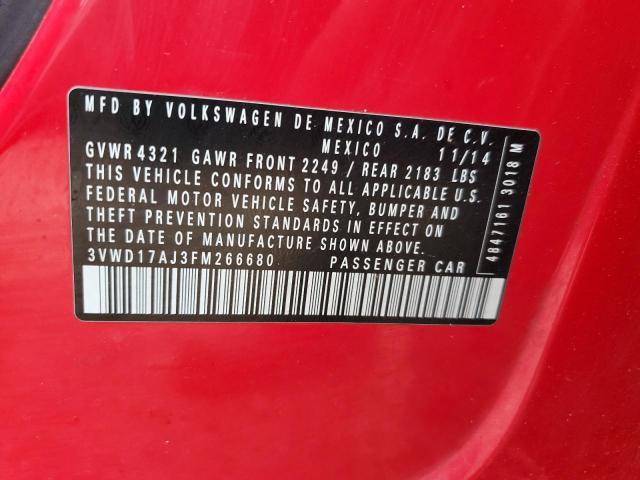 MFD BY VOLKSWAGEN DE MEXICO S.A. DE C.V.
MEXICO 11/14
GVWR 4321 GAWR FRONT 2249 / REAR 2183 LBS
THIS VEHICLE CONFORMS TO ALL APPLICABLE U.S.
FEDERAL MOTOR VEHICLE SAFETY, BUMPER AND
THEFT PREVENTION STANDARDS IN EFFECT ON
THE DATE OF MANUFACTURE SHOWN ABOVE.
3VWD17AJ3FM266680 PASSENGER CAR
4847161 3018 M